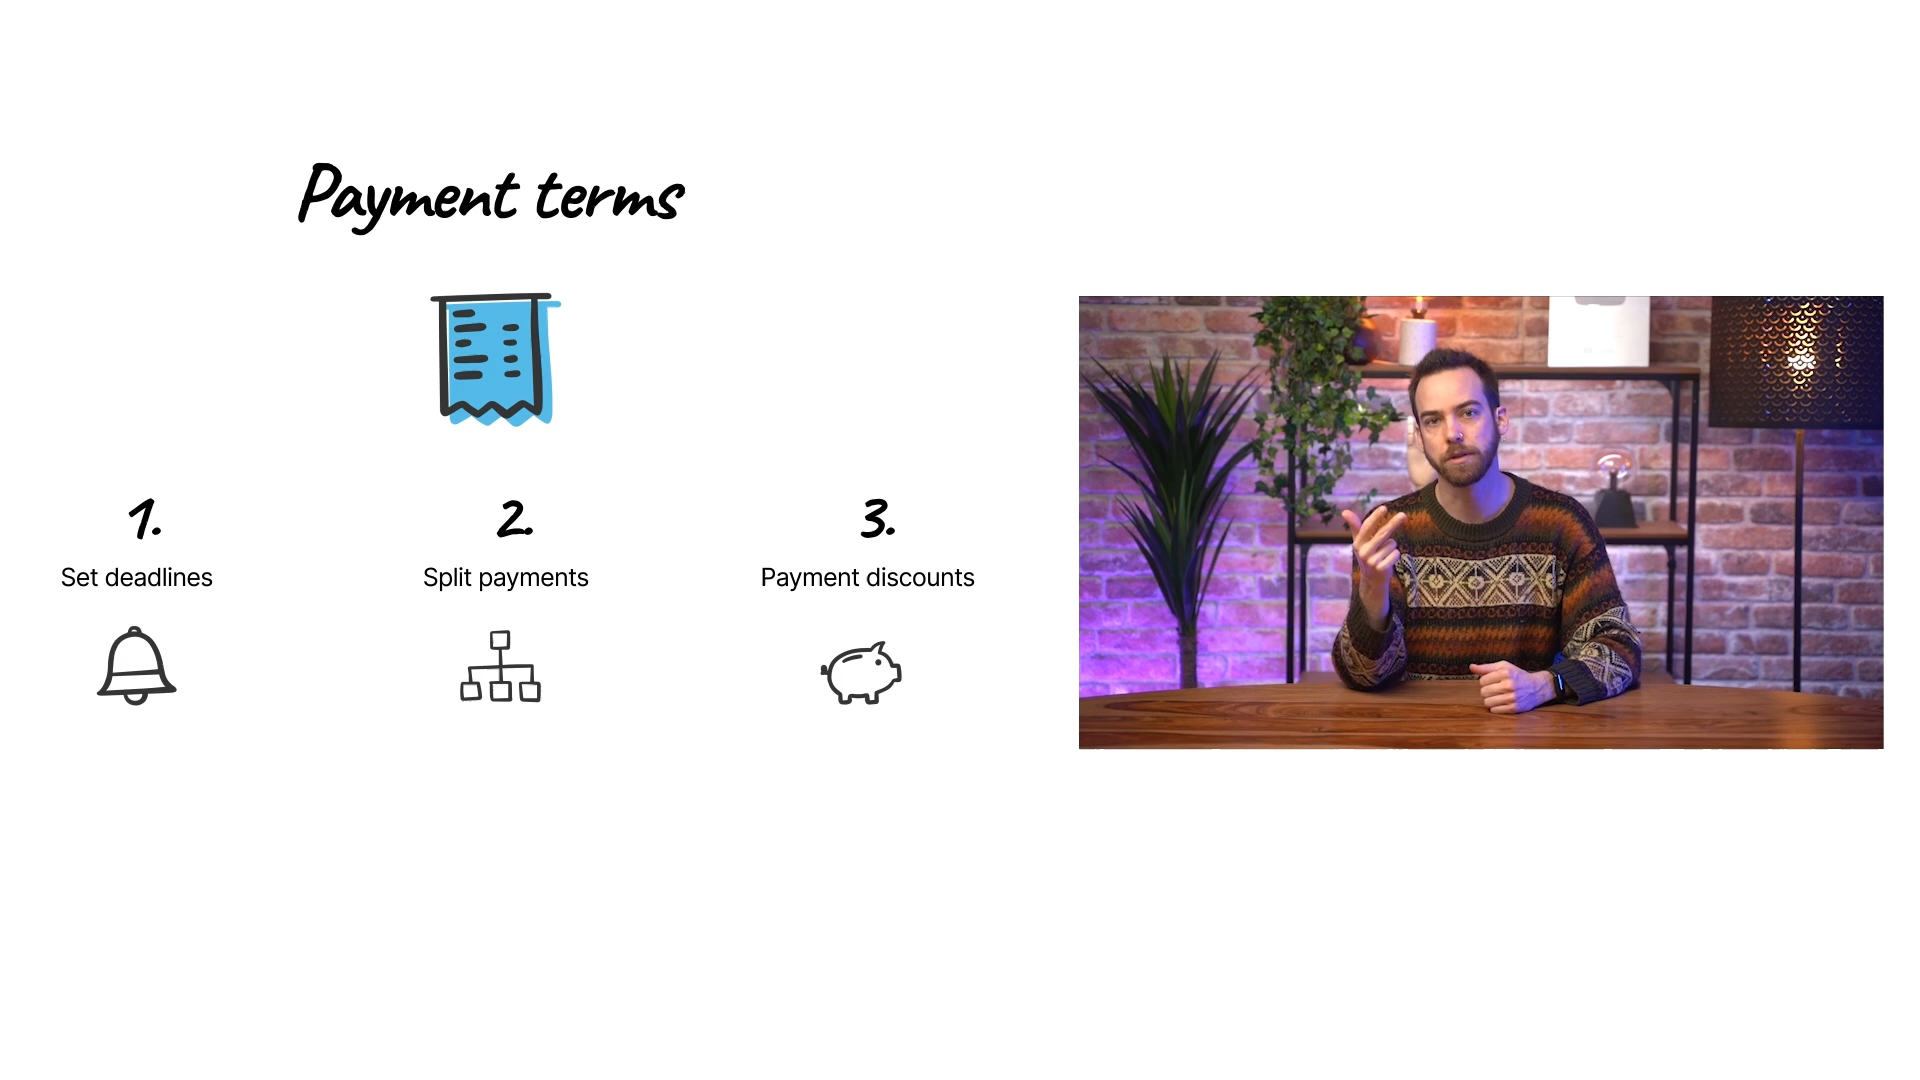 Payment terms
1.
Set deadlines
2.
Split payments
3.
Payment discounts